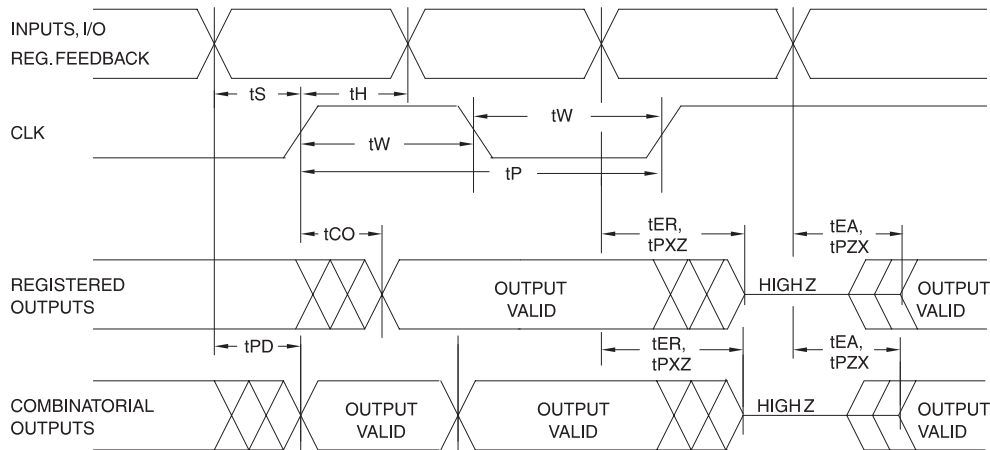 INPUTS, I/O
REG. FEEDBACK
tS
tH
CLK
tW
tW
tP
tCO
tER,
tPXZ
tEA,
tPZX
REGISTERED
OUTPUTS
OUTPUT
VALID
HIGH Z
OUTPUT
VALID
tPD
tER,
tPXZ
tEA,
tPZX
COMBINATORIAL
OUTPUTS
OUTPUT
VALID
OUTPUT
VALID
HIGH Z
OUTPUT
VALID